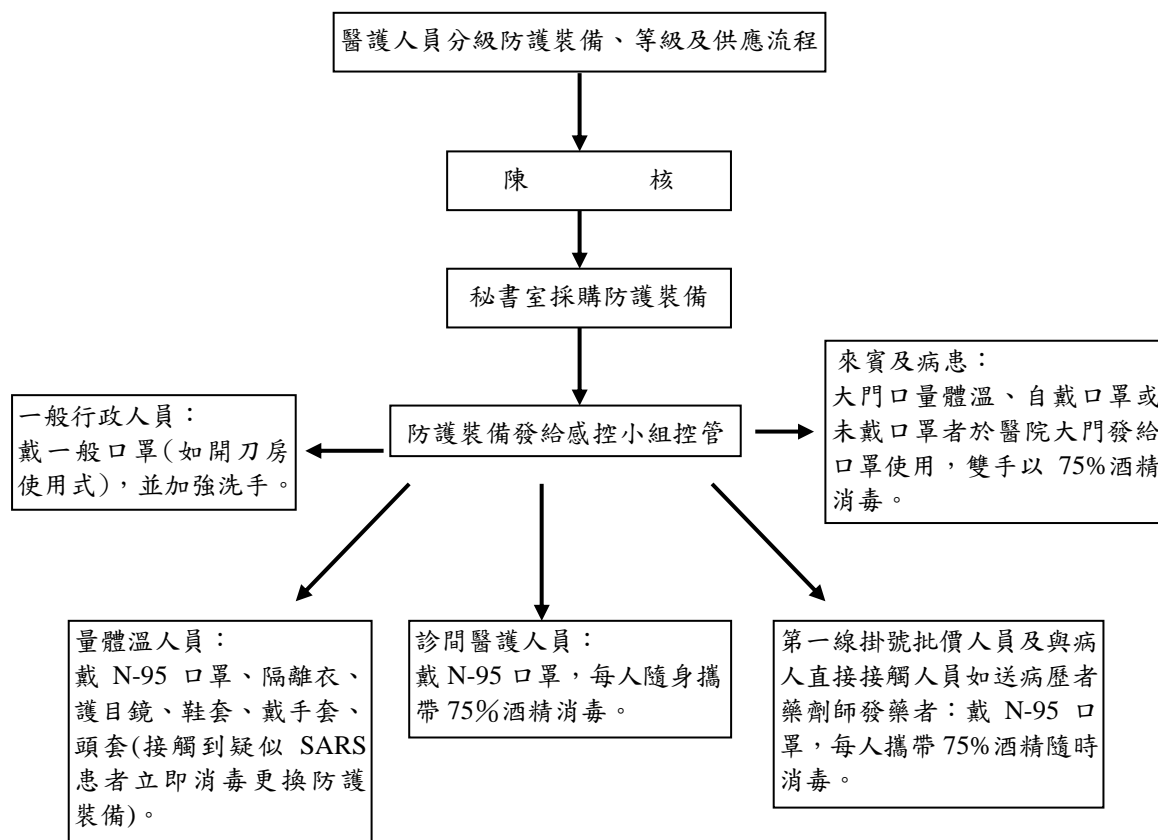 醫護人員分級防護裝備、等級及供應流程
陳 核
秘書室採購防護裝備
防護裝備發給感控小組控管
來賓及病患：
大門口量體溫、自戴口罩或
未戴口罩者於醫院大門發給
口罩使用，雙手以 75%酒精
消毒。
一般行政人員：
戴一般口罩(如開刀房
使用式)，並加強洗手。
量體溫人員：
戴 N-95 口罩、隔離衣、
護目鏡、鞋套、戴手套、
頭套(接觸到疑似 SARS
患者立即消毒更換防護
裝備)。
診間醫護人員：
戴 N-95 口罩，每人隨身攜
帶 75％酒精消毒。
第一線掛號批價人員及與病
人直接接觸人員如送病歷者
藥劑師發藥者：戴 N-95 口
罩，每人攜帶 75%酒精隨時
消毒。